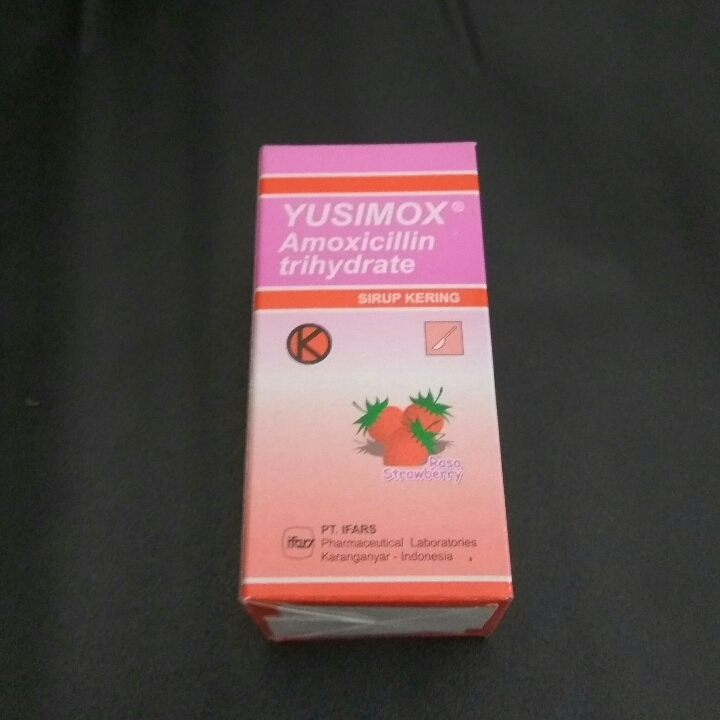 YUSIMOX®
Amoxicillin
trihydrate
SIRUP KERING
K
Rasa
Strawberry
ifars
PT. IFARS
Pharmaceutical Laboratories
Karanganyar - Indonesia